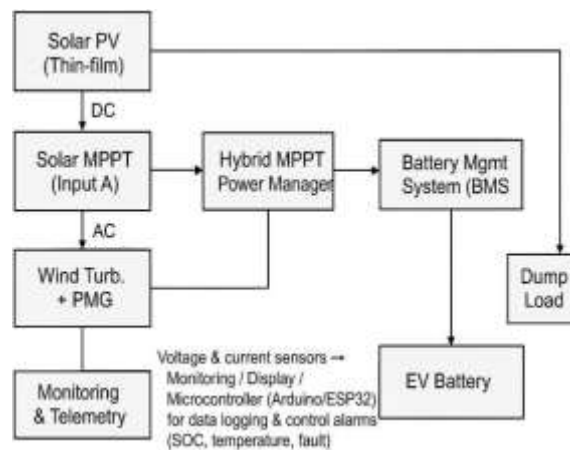 Solar PV
(Thin-film)
DC
Solar MPPT
(Input A)
Hybrid MPPT
Power Manager
Battery Mgmt
System (BMS
AC
Wind Turb.
+ PMG
Dump
Load
Monitoring
& Telemetry
Voltage & current sensors →
Monitoring / Display /
Microcontroller (Arduino/ESP32)
for data logging & control alarms
(SOC, temperature, fault)
EV Battery